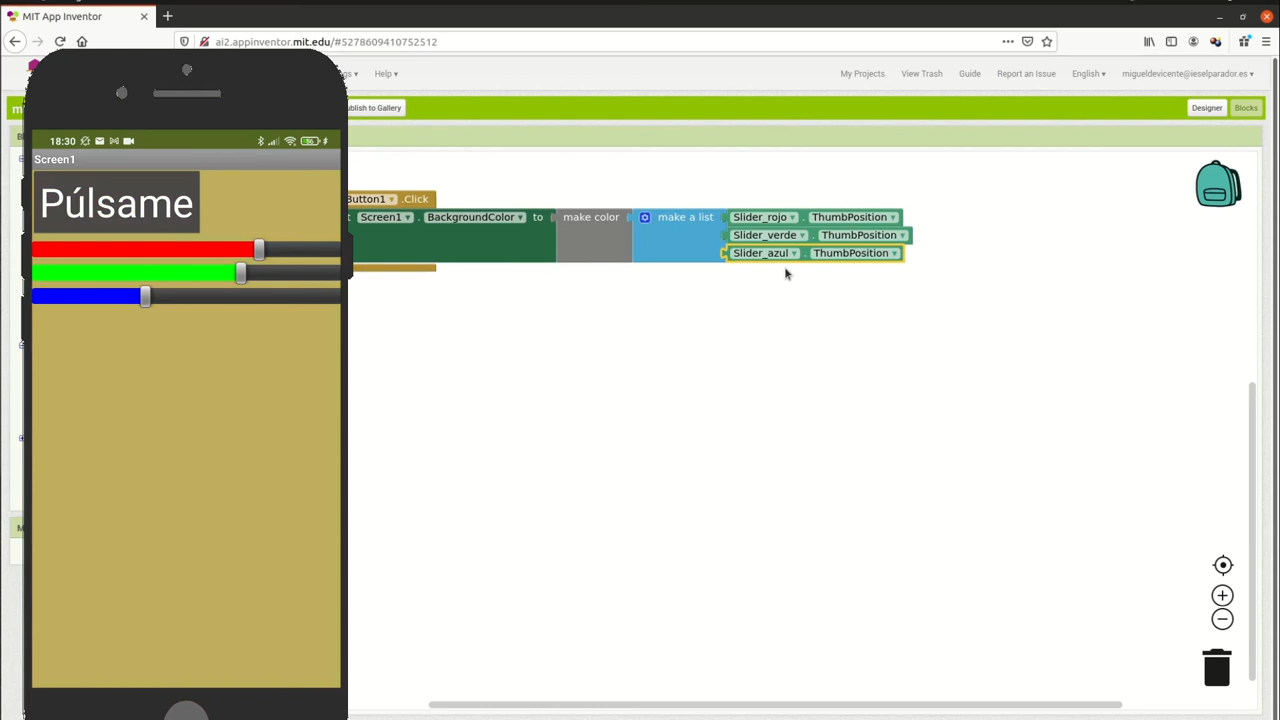 MIT App Inventor
ai2.appinventor.mit.edu/#5278609410752512
Help
My Projects
View Trash
Guide
Report an Issue
English
migueldevicente@ieselparador.es
Publish to Gallery
Designer
Blocks
18:30
Screen1
Púlsame
Button1 . Click
Screen1 . BackgroundColor to
make color
make a list
Slider_rojo . ThumbPosition
Slider_verde . ThumbPosition
Slider_azul . ThumbPosition